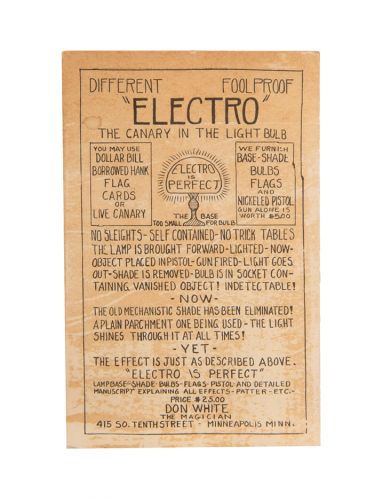 DIFFERENT FOOLPROOF
"ELECTRO"
THE CANARY IN THE LIGHT BULB
YOU MAY USE
DOLLAR BILL
BORROWED HANK
FLAG
CARDS
OR
LIVE CANARY
ELECTRO
IS
PERFECT
THE BASE
TOO SMALL FOR BULB
WE FURNISH
BASE-SHADE
BULBS
FLAGS
AND
NICKELED PISTOL
GUN ALONE IS
WORTH $5.00
NO SLEIGHTS-SELF CONTAINED-NO TRICK TABLES
THE LAMP IS BROUGHT FORWARD-LIGHTED-NOW-
OBJECT PLACED IN PISTOL-GUN FIRED-LIGHT GOES
OUT-SHADE IS REMOVED-BULB IS IN SOCKET CON-
TAINING VANISHED OBJECT! INDETECTABLE!
-NOW-
THE OLD MECHANISTIC SHADE HAS BEEN ELIMINATED!
A PLAIN PARCHMENT ONE BEING USED-THE LIGHT
SHINES THROUGH IT AT ALL TIMES!
-YET-
THE EFFECT IS JUST AS DESCRIBED ABOVE.
"ELECTRO IS PERFECT"
LAMPBASE-SHADE-BULBS-FLAGS-PISTOL AND DETAILED
MANUSCRIPT EXPLAINING ALL EFFECTS-PATTER-ETC-
PRICE $25.00
DON WHITE
THE MAGICIAN
415 SO. TENTH STREET - MINNEAPOLIS MINN.